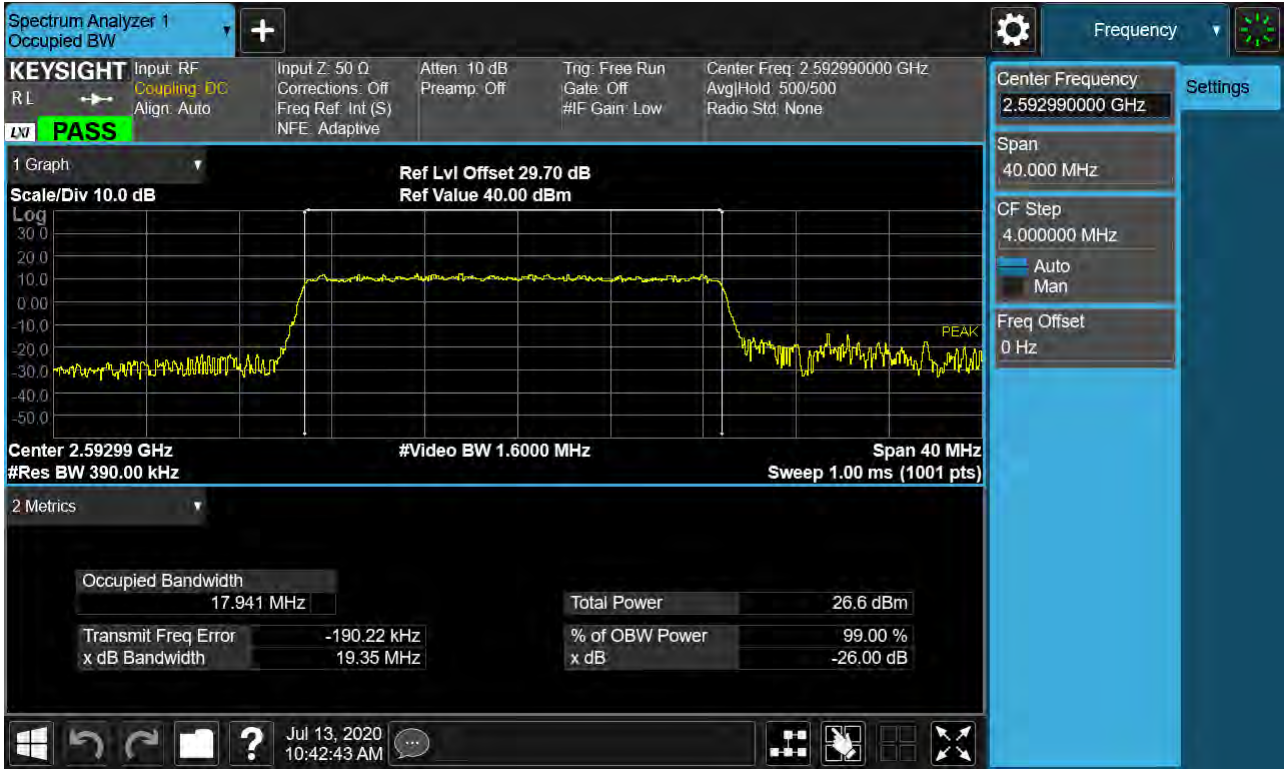 Spectrum Analyzer 1
Occupied BW
+
Frequency
KEYSIGHT
RL
LXI PASS
Input: RF
Coupling: DC
Align: Auto
Input Z: 50 Ω
Corrections: Off
Freq Ref: Int (S)
NFE: Adaptive
Atten: 10 dB
Preamp: Off
Trig: Free Run
Gate: Off
#IF Gain: Low
Center Freq: 2.592990000 GHz
Avg|Hold: 500/500
Radio Std: None
Center Frequency
2.592990000 GHz
Settings
Span
40.000 MHz
CF Step
4.000000 MHz
Auto
Man
Freq Offset
0 Hz
1 Graph
Scale/Div 10.0 dB
Ref Lvl Offset 29.70 dB
Ref Value 40.00 dBm
Log
30.0
20.0
10.0
0.00
-10.0
-20.0
-30.0
-40.0
-50.0
PEAK
Center 2.59299 GHz
#Video BW 1.6000 MHz
Span 40 MHz
#Res BW 390.00 kHz
Sweep 1.00 ms (1001 pts)
2 Metrics
Occupied Bandwidth
17.941 MHz
Total Power 26.6 dBm
Transmit Freq Error -190.22 kHz
% of OBW Power 99.00 %
x dB Bandwidth 19.35 MHz
x dB -26.00 dB
?
Jul 13, 2020
10:42:43 AM